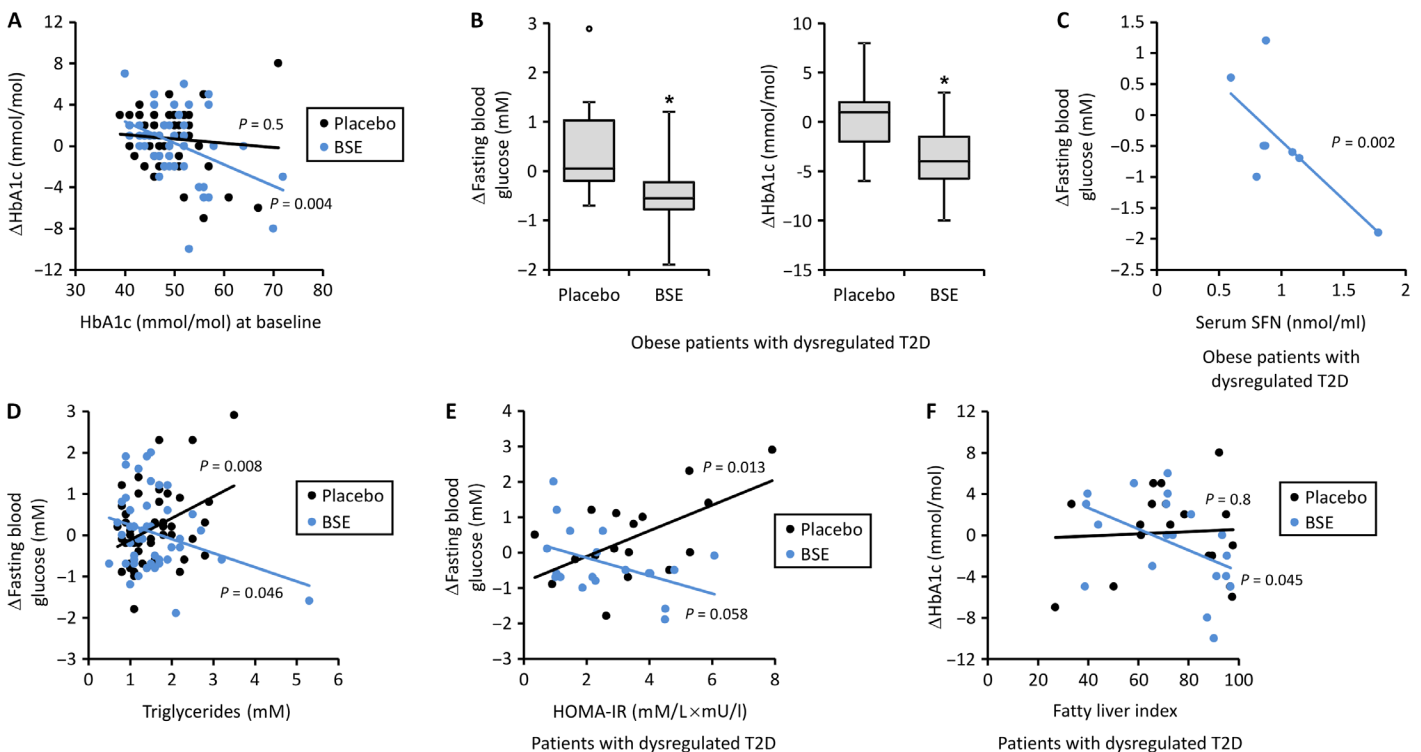 A
12
8
4
0
−4
−8
−12
ΔHbA1c (mmol/mol)
P = 0.5
P = 0.004
Placebo
BSE
30
40
50
60
70
80
HbA1c (mmol/mol) at baseline
B
3
2
1
0
−1
−2
ΔFasting blood
glucose (mM)
*
Placebo
BSE
10
5
0
−5
−10
−15
ΔHbA1c (mmol/mol)
*
Placebo
BSE
Obese patients with dysregulated T2D
C
1.5
1
0.5
0
−0.5
−1
−1.5
−2
−2.5
ΔFasting blood
glucose (mM)
P = 0.002
0
0.5
1
1.5
2
Serum SFN (nmol/ml)
Obese patients with
dysregulated T2D
D
3
2
1
0
−1
−2
−3
ΔFasting blood
glucose (mM)
P = 0.008
P = 0.046
Placebo
BSE
0
1
2
3
4
5
6
Triglycerides (mM)
E
4
3
2
1
0
−1
−2
−3
ΔFasting blood
glucose (mM)
P = 0.013
P = 0.058
Placebo
BSE
0
2
4
6
8
HOMA-IR (mM/L×mU/l)
Patients with dysregulated T2D
F
12
8
4
0
−4
−8
−12
ΔHbA1c (mmol/mol)
P = 0.8
P = 0.045
Placebo
BSE
0
20
40
60
80
100
Fatty liver index
Patients with dysregulated T2D